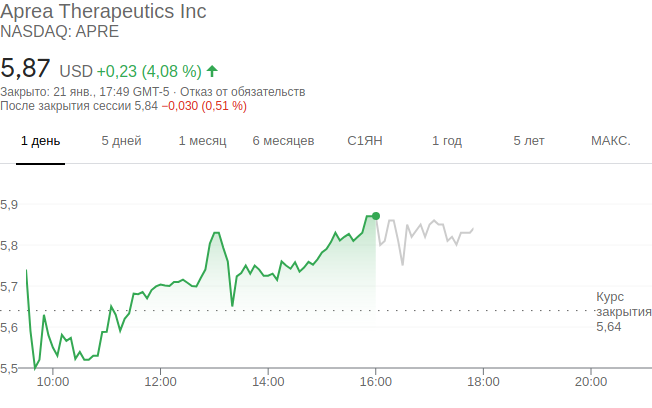 Aprea Therapeutics Inc
NASDAQ: APRE
5,87 USD +0,23 (4,08 %)
Закрыто: 21 янв., 17:49 GMT-5 · Отказ от обязательств
После закрытия сессии 5,84 −0,030 (0,51 %)
1 день 5 дней 1 месяц 6 месяцев С1ЯН 1 год 5 лет МАКС.
5,9
5,8
5,7
Курс
закрытия
5,64
5,6
5,5
10:00 12:00 14:00 16:00 18:00 20:00